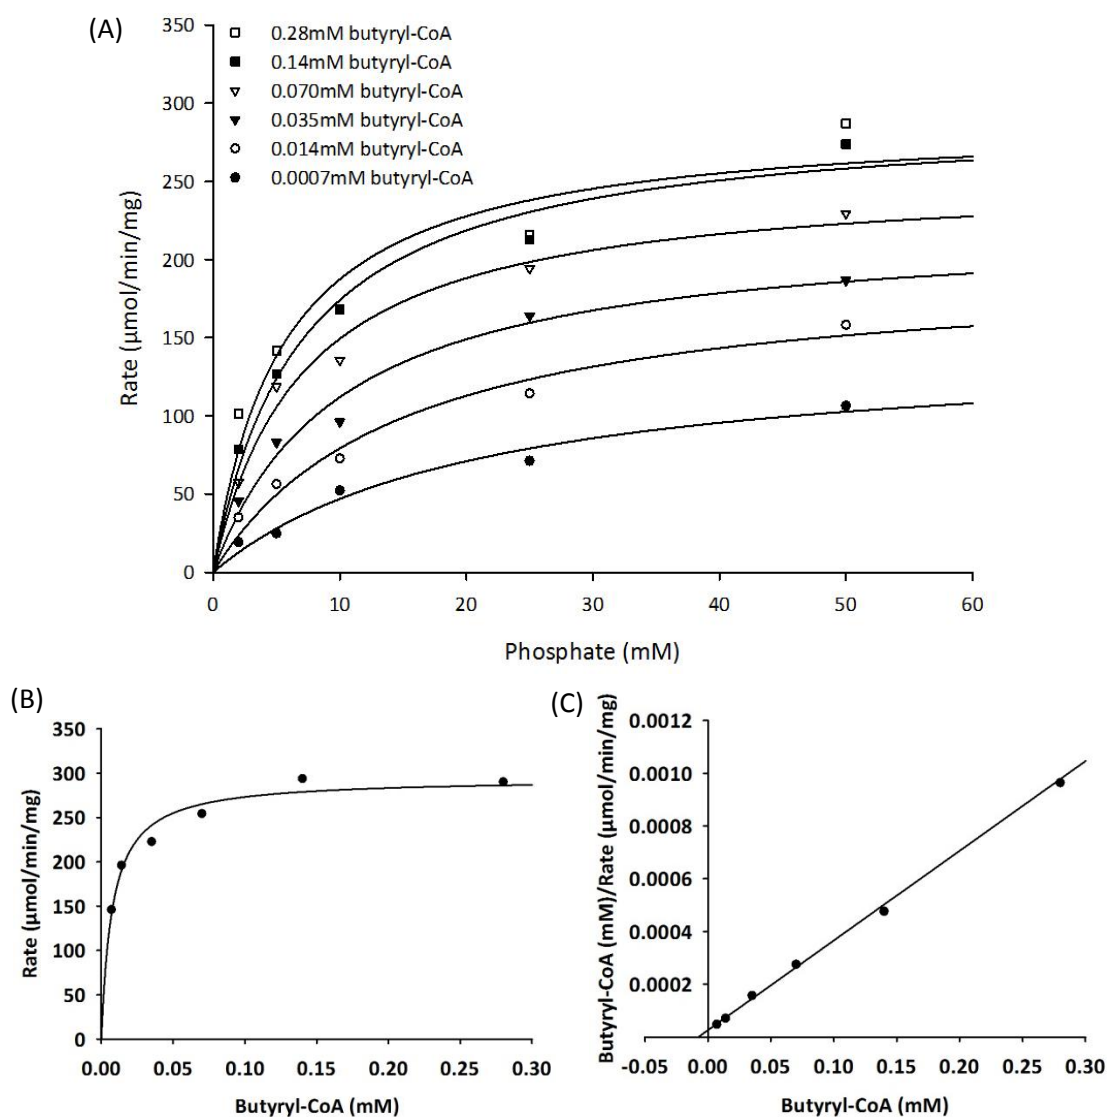 (A)
350
300
250
200
150
100
50
0
Rate (µmol/min/mg)
0.28mM butyryl-CoA
0.14mM butyryl-CoA
0.070mM butyryl-CoA
0.035mM butyryl-CoA
0.014mM butyryl-CoA
0.0007mM butyryl-CoA
0 10 20 30 40 50 60
Phosphate (mM)
(B)
350
300
250
200
150
100
50
0
Rate (µmol/min/mg)
0.00 0.05 0.10 0.15 0.20 0.25 0.30
Butyryl-CoA (mM)
(C)
0.0012
0.0010
0.0008
0.0006
0.0004
0.0002
Butyryl-CoA (mM)/Rate (µmol/min/mg)
-0.05 0.00 0.05 0.10 0.15 0.20 0.25 0.30
Butyryl-CoA (mM)